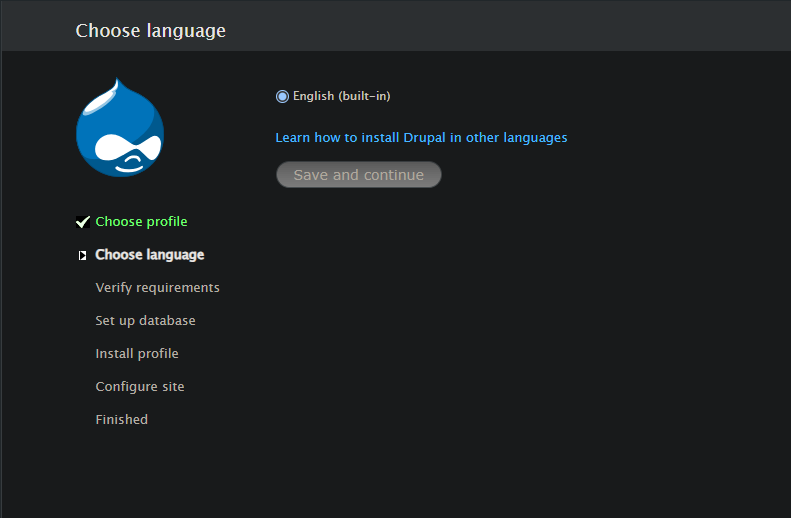 Choose language
English (built-in)
Learn how to install Drupal in other languages
Save and continue
Choose profile
Choose language
Verify requirements
Set up database
Install profile
Configure site
Finished